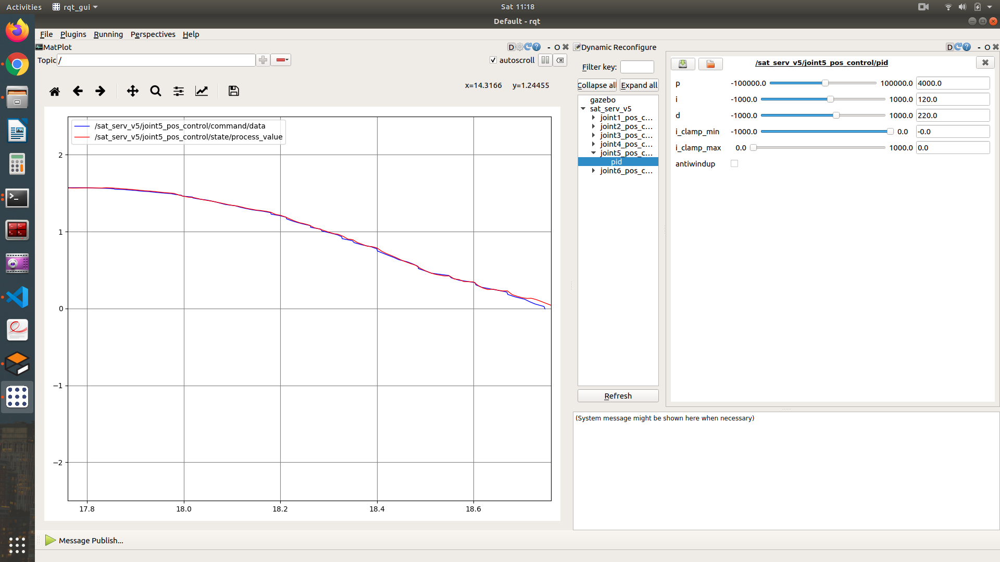 Activities rqt_gui Sat 11:18
Default - rqt
File Plugins Running Perspectives Help
MatPlot D - O
Topic / autoscroll
x=14.3166 y=1.24455
/sat_serv_v5/joint5_pos_control/command/data
/sat_serv_v5/joint5_pos_control/state/process_value
2
1
0
−1
−2
17.8 18.0 18.2 18.4 18.6
Message Publish...
Dynamic Reconfigure D - O
Filter key:
Collapse all Expand all
gazebo
sat_serv_v5
joint1_pos_c...
joint2_pos_c...
joint3_pos_c...
joint4_pos_c...
joint5_pos_c...
pid
joint6_pos_c...
Refresh
/sat_serv_v5/joint5_pos_control/pid
p -100000.0 100000.0 4000.0
i -1000.0 1000.0 120.0
d -1000.0 1000.0 220.0
i_clamp_min -1000.0 0.0 -0.0
i_clamp_max 0.0 1000.0 0.0
antiwindup
(System message might be shown here when necessary)